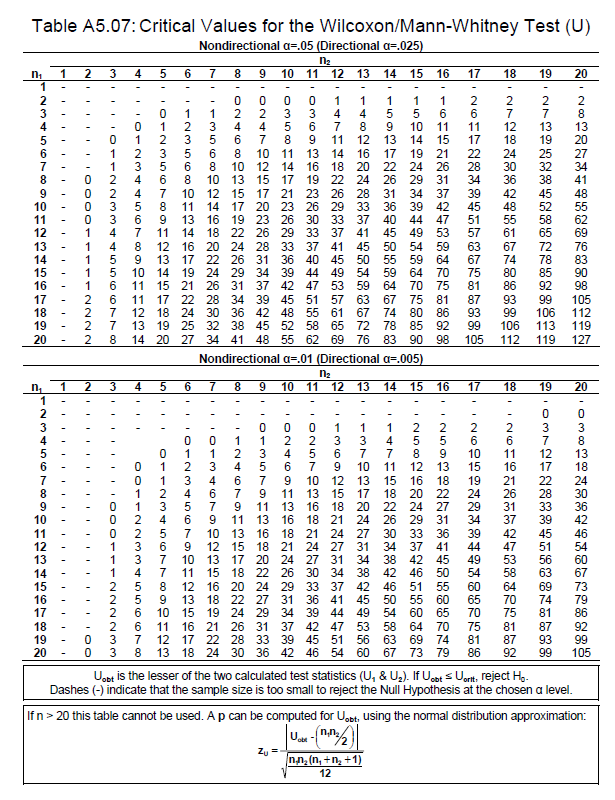 Table A5.07: Critical Values for the Wilcoxon/Mann-Whitney Test (U)
Nondirectional α=.05 (Directional α=.025)
n₂
n₁ 1 2 3 4 5 6 7 8 9 10 11 12 13 14 15 16 17 18 19 20
1 - - - - - - - - - - - - - - - - - - - -
2 - - - - - - - 0 0 0 0 1 1 1 1 1 2 2 2 2
3 - - - - 0 1 1 2 2 3 3 4 4 5 5 6 6 7 7 8
4 - - - 0 1 2 3 4 4 5 6 7 8 9 10 11 11 12 13 13
5 - - 0 1 2 3 5 6 7 8 9 11 12 13 14 15 17 18 19 20
6 - - 1 2 3 5 6 8 10 11 13 14 16 17 19 21 22 24 25 27
7 - - 1 3 5 6 8 10 12 14 16 18 20 22 24 26 28 30 32 34
8 - 0 2 4 6 8 10 13 15 17 19 22 24 26 29 31 34 36 38 41
9 - 0 2 4 7 10 12 15 17 21 23 26 28 31 34 37 39 42 45 48
10 - 0 3 5 8 11 14 17 20 23 26 29 33 36 39 42 45 48 52 55
11 - 0 3 6 9 13 16 19 23 26 30 33 37 40 44 47 51 55 58 62
12 - 1 4 7 11 14 18 22 26 29 33 37 41 45 49 53 57 61 65 69
13 - 1 4 8 12 16 20 24 28 33 37 41 45 50 54 59 63 67 72 76
14 - 1 5 9 13 17 22 26 31 36 40 45 50 55 59 64 67 74 78 83
15 - 1 5 10 14 19 24 29 34 39 44 49 54 59 64 70 75 80 85 90
16 - 1 6 11 15 21 26 31 37 42 47 53 59 64 70 75 81 86 92 98
17 - 2 6 11 17 22 28 34 39 45 51 57 63 67 75 81 87 93 99 105
18 - 2 7 12 18 24 30 36 42 48 55 61 67 74 80 86 93 99 106 112
19 - 2 7 13 19 25 32 38 45 52 58 65 72 78 85 92 99 106 113 119
20 - 2 8 14 20 27 34 41 48 55 62 69 76 83 90 98 105 112 119 127
Nondirectional α=.01 (Directional α=.005)
n₂
n₁ 1 2 3 4 5 6 7 8 9 10 11 12 13 14 15 16 17 18 19 20
1 - - - - - - - - - - - - - - - - - - - -
2 - - - - - - - - - - - - - - - - - - 0 0
3 - - - - - - - - 0 0 0 1 1 1 2 2 2 2 3 3
4 - - - - - 0 0 1 1 2 2 3 3 4 5 5 6 6 7 8
5 - - - - 0 1 1 2 3 4 5 6 7 7 8 9 10 11 12 13
6 - - - 0 1 2 3 4 5 6 7 9 10 11 12 13 15 16 17 18
7 - - - 0 1 3 4 6 7 9 10 12 13 15 16 18 19 21 22 24
8 - - - 1 2 4 6 7 9 11 13 15 17 18 20 22 24 26 28 30
9 - - 0 1 3 5 7 9 11 13 16 18 20 22 24 27 29 31 33 36
10 - - 0 2 4 6 9 11 13 16 18 21 24 26 29 31 34 37 39 42
11 - - 0 2 5 7 10 13 16 18 21 24 27 30 33 36 39 42 45 46
12 - - 1 3 6 9 12 15 18 21 24 27 31 34 37 41 44 47 51 54
13 - - 1 3 7 10 13 17 20 24 27 31 34 38 42 45 49 53 56 60
14 - - 1 4 7 11 15 18 22 26 30 34 38 42 46 50 54 58 63 67
15 - - 2 5 8 12 16 20 24 29 33 37 42 46 51 55 60 64 69 73
16 - - 2 5 9 13 18 22 27 31 36 41 45 50 55 60 65 70 74 79
17 - - 2 6 10 15 19 24 29 34 39 44 49 54 60 65 70 75 81 86
18 - - 2 6 11 16 21 26 31 37 42 47 53 58 64 70 75 81 87 92
19 - 0 3 7 12 17 22 28 33 39 45 51 56 63 69 74 81 87 93 99
20 - 0 3 8 13 18 24 30 36 42 46 54 60 67 73 79 86 92 99 105
Uobt is the lesser of the two calculated test statistics (U₁ & U₂). If Uobt ≤ Ucrit, reject H₀.
Dashes (-) indicate that the sample size is too small to reject the Null Hypothesis at the chosen α level.
If n > 20 this table cannot be used. A p can be computed for Uobt, using the normal distribution approximation:
zU = |Uobt - (n₁n₂/2)| / √(n₁n₂ (n₁ + n₂ + 1) / 12)